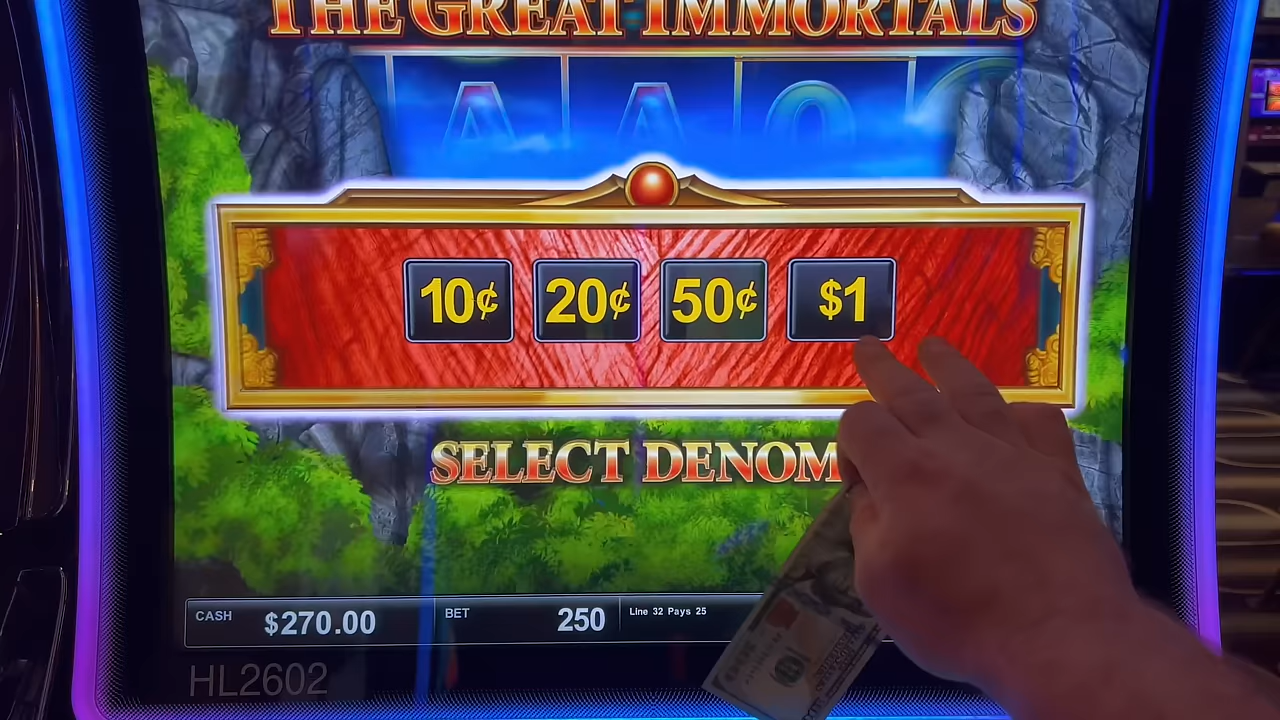 THE GREAT IMMORTALS
A A Q
10¢ 20¢ 50¢ $1
SELECT DENOM
CASH $270.00 BET 250 Line 32 Pays 25
HL2602
100